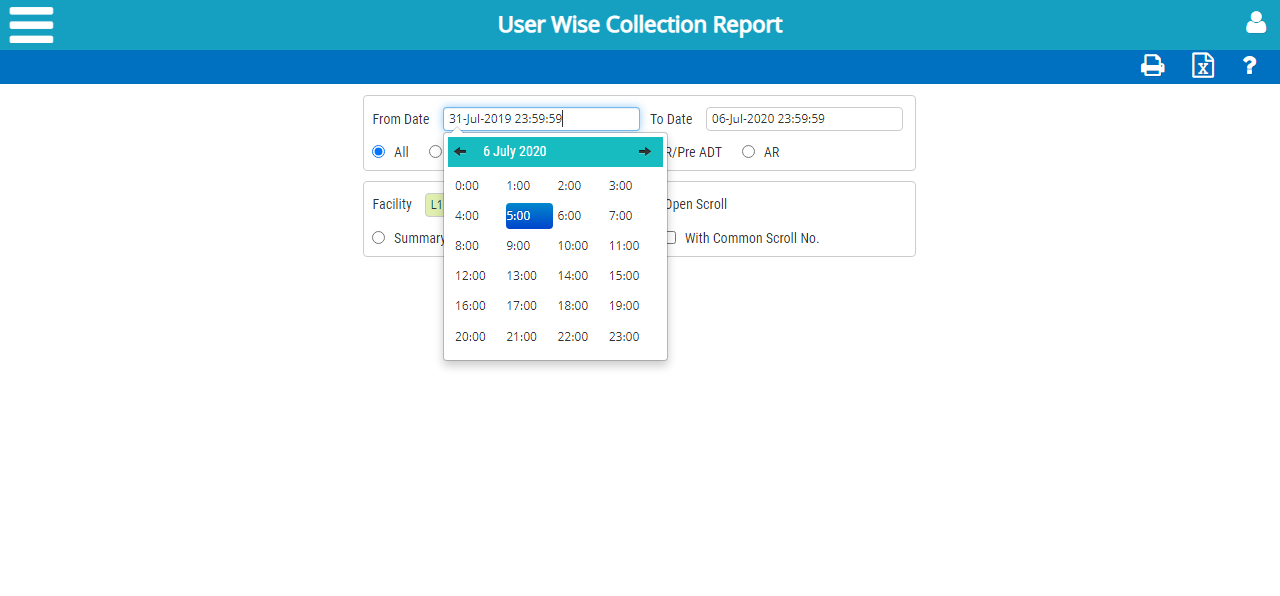 User Wise Collection Report
?
From Date 31-Jul-2019 23:59:59 To Date 06-Jul-2020 23:59:59
All R/Pre ADT AR
6 July 2020
Facility L1 Open Scroll
Summary With Common Scroll No.
0:00 1:00 2:00 3:00
4:00 5:00 6:00 7:00
8:00 9:00 10:00 11:00
12:00 13:00 14:00 15:00
16:00 17:00 18:00 19:00
20:00 21:00 22:00 23:00